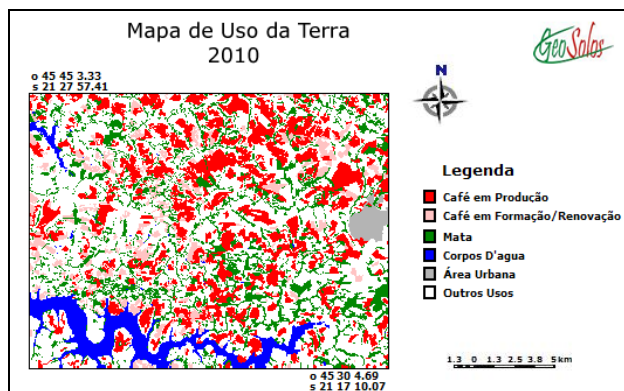 Mapa de Uso da Terra
2010
GeoSolos
o 45 45 3.33
s 21 27 57.41
N
Legenda
Café em Produção
Café em Formação/Renovação
Mata
Corpos D'agua
Área Urbana
Outros Usos
1.3 0 1.3 2.5 3.8 5 km
o 45 30 4.69
s 21 17 10.07